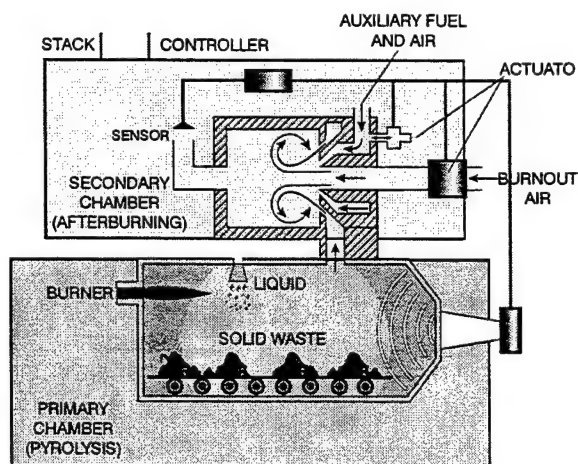 AUXILIARY FUEL
AND AIR
STACK
CONTROLLER
ACTUATO
SENSOR
SECONDARY
CHAMBER
(AFTERBURNING)
BURNOUT
AIR
BURNER
LIQUID
SOLID WASTE
PRIMARY
CHAMBER
(PYROLYSIS)